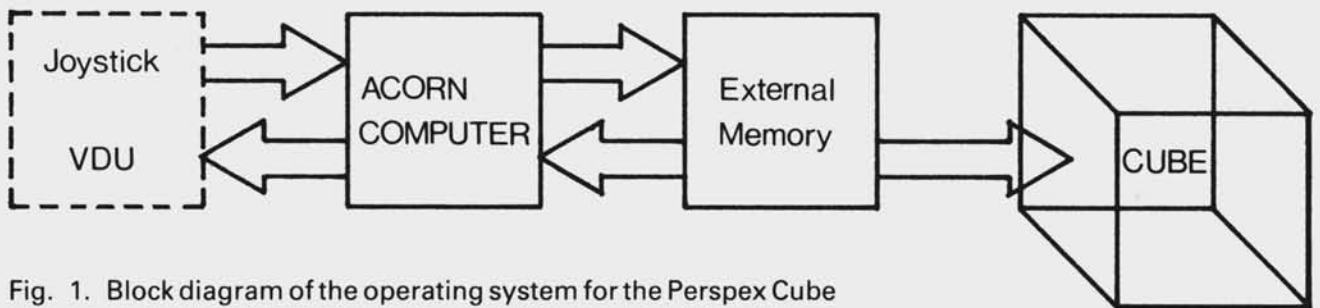 Joystick
VDU
ACORN
COMPUTER
External
Memory
CUBE
Fig. 1. Block diagram of the operating system for the Perspex Cube